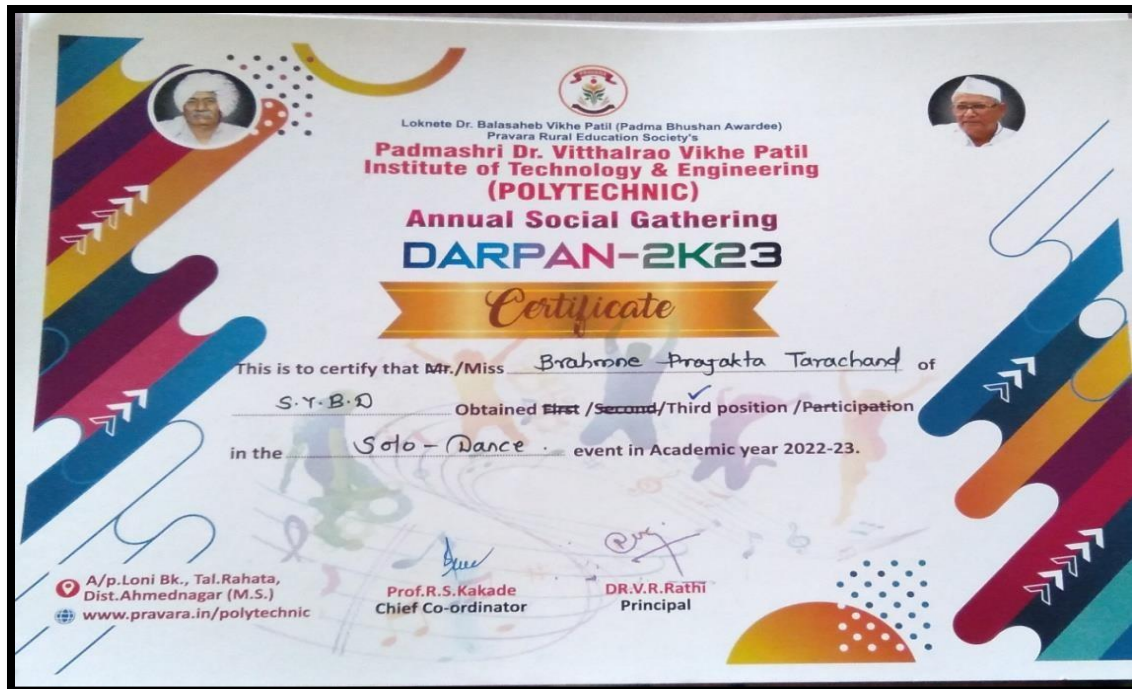 Loknete Dr. Balasaheb Vikhe Patil (Padma Bhushan Awardee)
Pravara Rural Education Society's
Padmashri Dr. Vitthalrao Vikhe Patil
Institute of Technology & Engineering
(POLYTECHNIC)
Annual Social Gathering
DARPAN-2K23
Certificate
This is to certify that Mr./Miss Brahmne Prajakta Tarachand of
S.Y.B.D Obtained First /Second/Third position /Participation
in the Solo - Dance. event in Academic year 2022-23.
A/p.Loni Bk., Tal.Rahata,
Dist.Ahmednagar (M.S.)
www.pravara.in/polytechnic
Prof.R.S.Kakade
Chief Co-ordinator
DR.V.R.Rathi
Principal